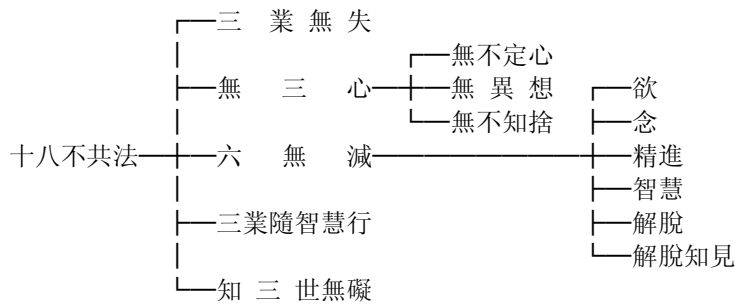 三業無失
無不定心
無三心
無異想
欲
無不知捨
念
十八不共法
六無減
精進
智慧
三業隨智慧行
解脫
解脫知見
知三世無礙